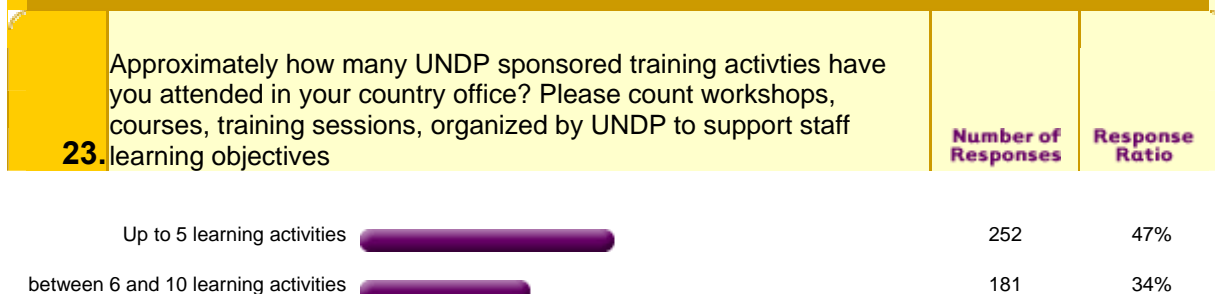 Approximately how many UNDP sponsored training activties have
you attended in your country office? Please count workshops,
courses, training sessions, organized by UNDP to support staff
23. learning objectives
Number of Responses
Response Ratio
Up to 5 learning activities 252 47%
between 6 and 10 learning activities 181 34%